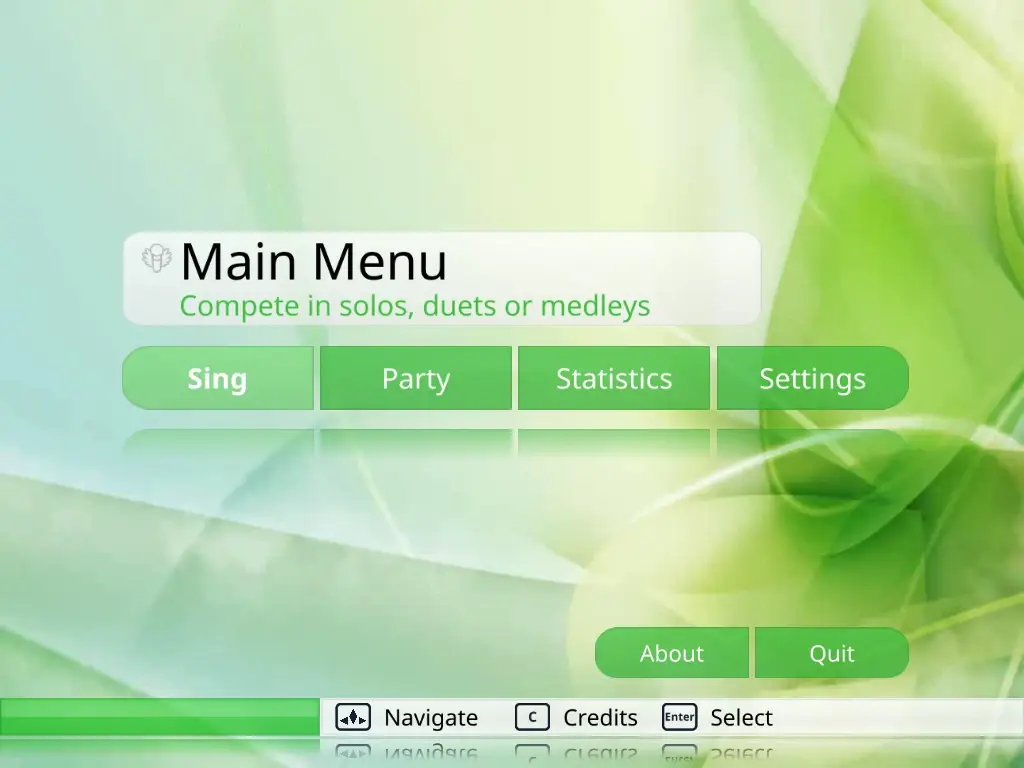 Main Menu
Compete in solos, duets or medleys
Sing Party Statistics Settings
About Quit
Navigate C Credits Enter Select